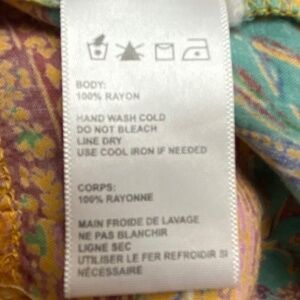 BODY:
100% RAYON
HAND WASH COLD
DO NOT BLEACH
LINE DRY
USE COOL IRON IF NEEDED
CORPS:
100% RAYONNE
MAIN FROIDE DE LAVAGE
NE PAS BLANCHIR
LIGNE SEC
UTILISER LE FER REFROIDIR SI
NÉCESSAIRE